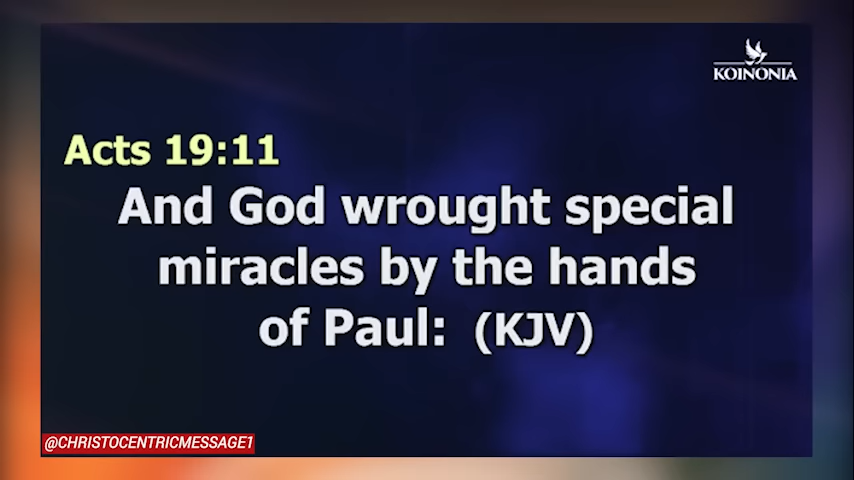 KOINONIA
Acts 19:11
And God wrought special
miracles by the hands
of Paul: (KJV)
@CHRISTOCENTRICMESSAGE1